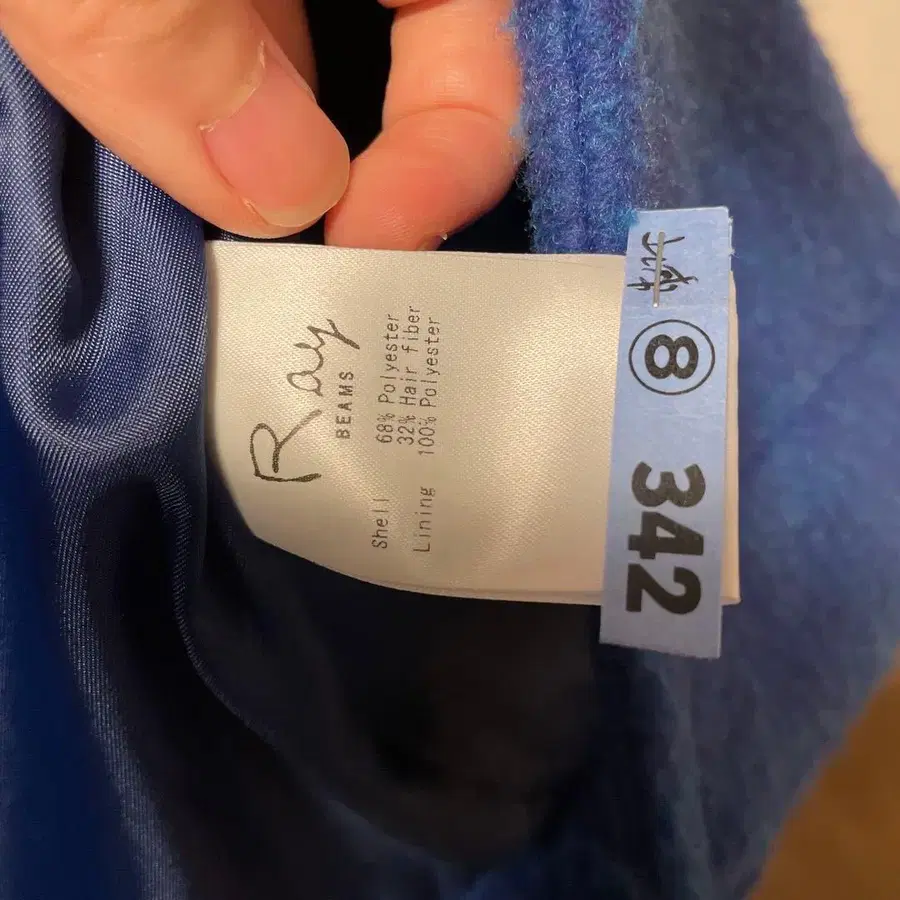 Ray
BEAMS
Shell 68% Polyester
32% Hair fiber
Lining 100% Polyester
8
342